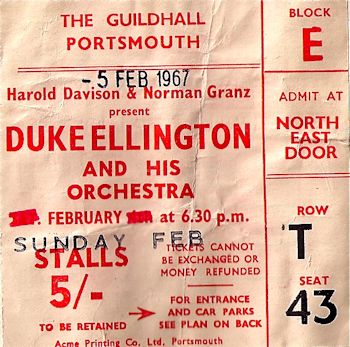 THE GUILDHALL
PORTSMOUTH
-5 FEB 1967
Harold Davison & Norman Granz
present
DUKE ELLINGTON
AND HIS
ORCHESTRA
FEBRUARY at 6.30 p.m.
SUNDAY FEB
STALLS
5/-
TICKETS CANNOT
BE EXCHANGED OR
MONEY REFUNDED
TO BE RETAINED
FOR ENTRANCE
AND CAR PARKS
SEE PLAN ON BACK
Acme Printing Co. Ltd, Portsmouth
BLOCK
E
ADMIT AT
NORTH
EAST
DOOR
ROW
T
SEAT
43